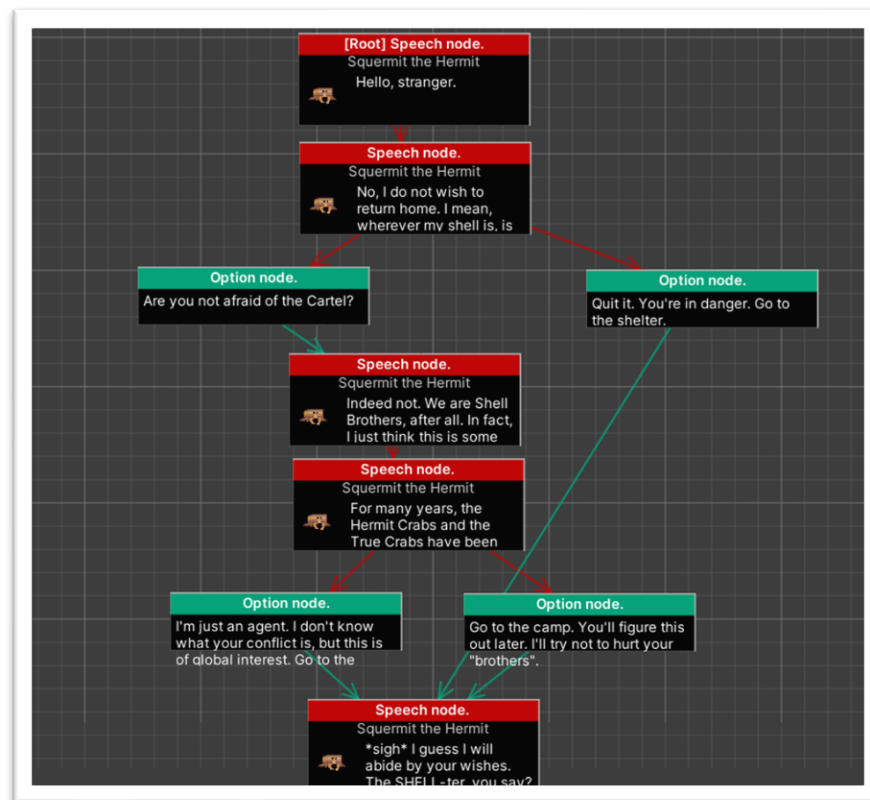 [Root] Speech node.
Squermit the Hermit
Hello, stranger.
Speech node.
Squermit the Hermit
No, I do not wish to
return home. I mean,
wherever my shell is, is
Option node.
Are you not afraid of the Cartel?
Option node.
Quit it. You're in danger. Go to
the shelter.
Speech node.
Squermit the Hermit
Indeed not. We are Shell
Brothers, after all. In fact,
I just think this is some
Speech node.
Squermit the Hermit
For many years, the
Hermit Crabs and the
True Crabs have been
Option node.
I'm just an agent. I don't know
what your conflict is, but this is
of global interest. Go to the
Option node.
Go to the camp. You'll figure this
out later. I'll try not to hurt your
"brothers".
Speech node.
Squermit the Hermit
*sigh* I guess I will
abide by your wishes.
The SHELL-ter, you say?